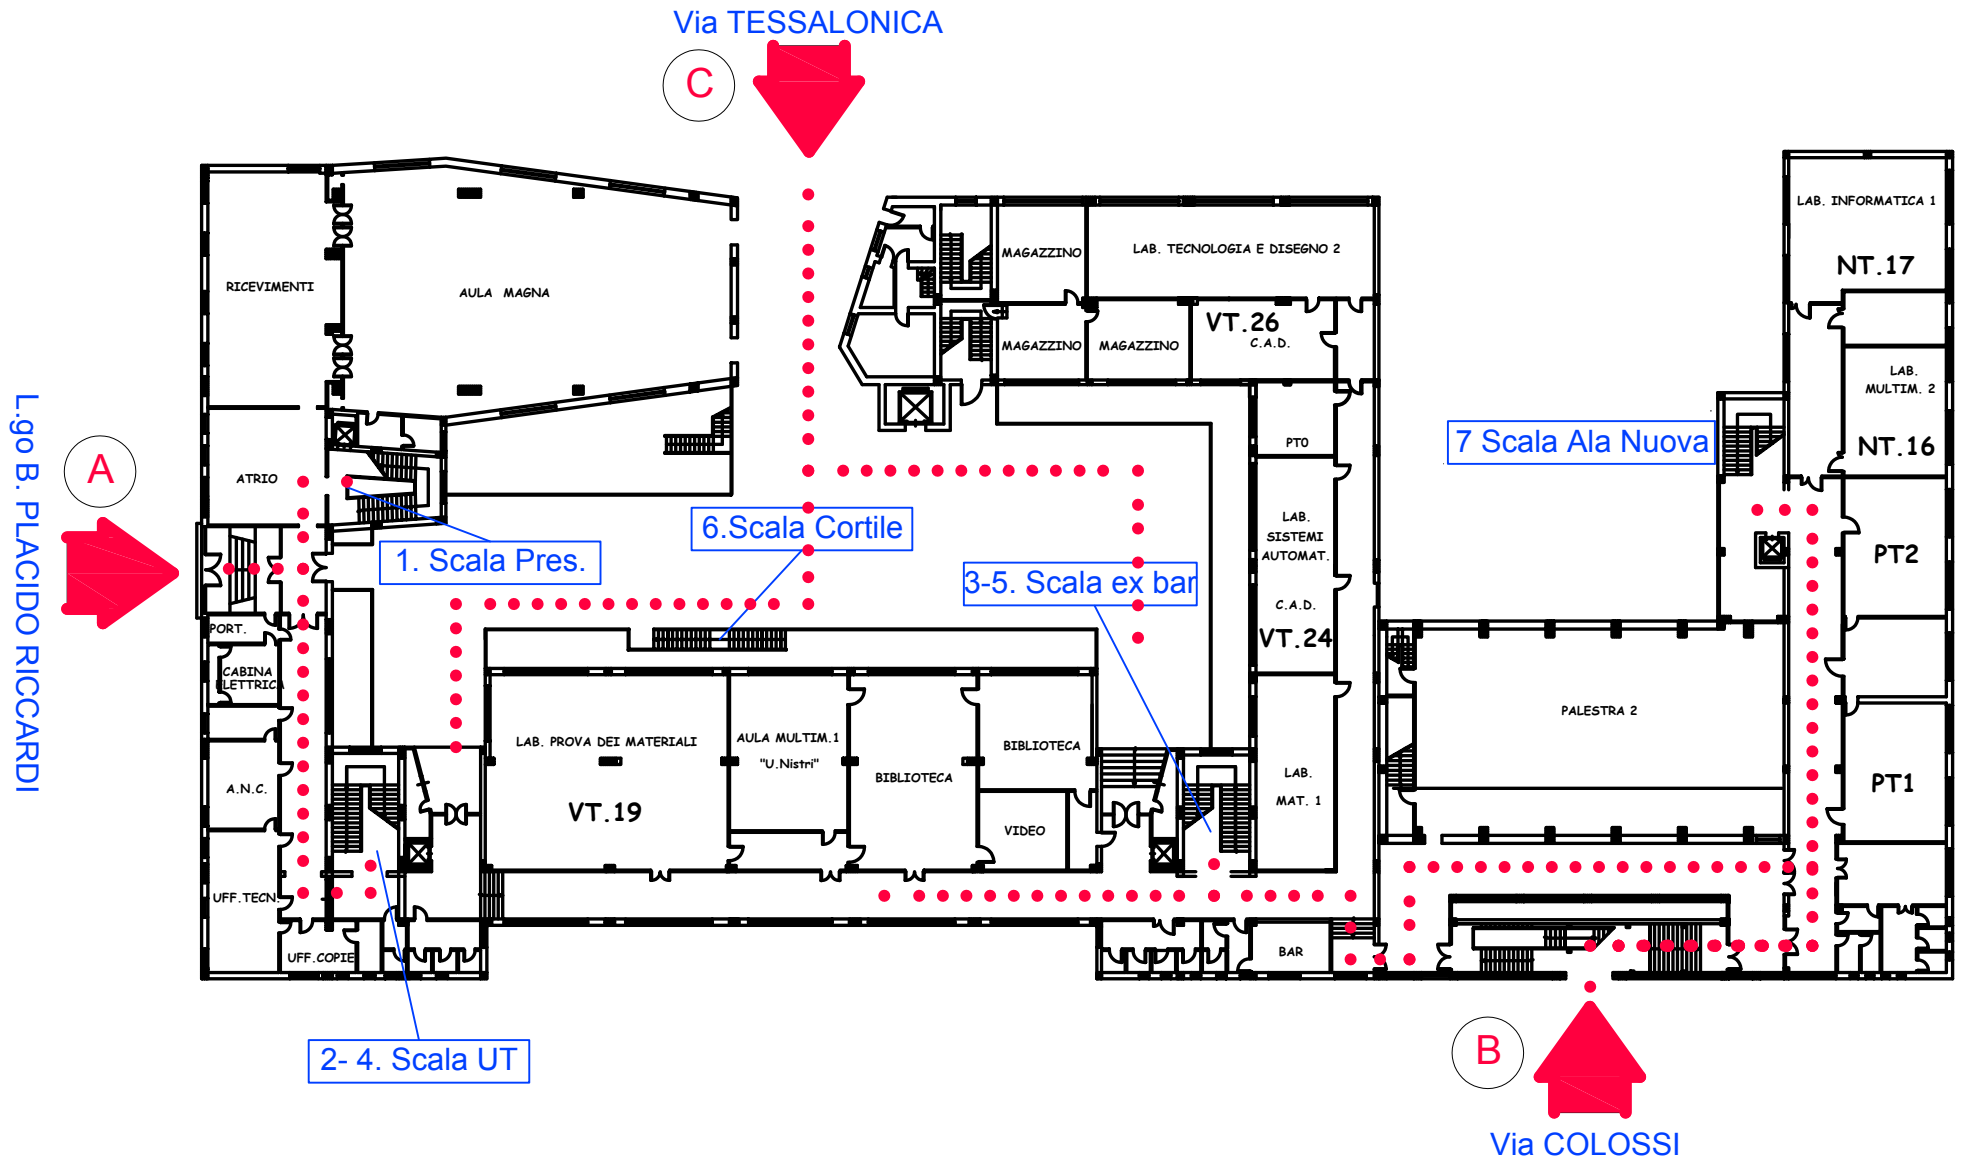 Via TESSALONICA
C
LAB. INFORMATICA 1
NT.17
RICEVIMENTI
AULA MAGNA
MAGAZZINO
LAB. TECNOLOGIA E DISEGNO 2
MAGAZZINO
MAGAZZINO
VT.26
C.A.D.
LAB.
MULTIM. 2
NT.16
L.go B. PLACIDO RICCARDI
A
ATRIO
PTO
7 Scala Ala Nuova
1. Scala Pres.
6.Scala Cortile
3-5. Scala ex bar
LAB.
SISTEMI
AUTOMAT.
C.A.D.
VT.24
PT2
PORT.
CABINA
ELETTRICA
LAB. PROVA DEI MATERIALI
VT.19
AULA MULTIM.1
"U.Nistri"
BIBLIOTECA
BIBLIOTECA
VIDEO
LAB.
MAT. 1
PALESTRA 2
PT1
A.N.C.
UFF.TECN.
UFF.COPIE
BAR
2- 4. Scala UT
B
Via COLOSSI